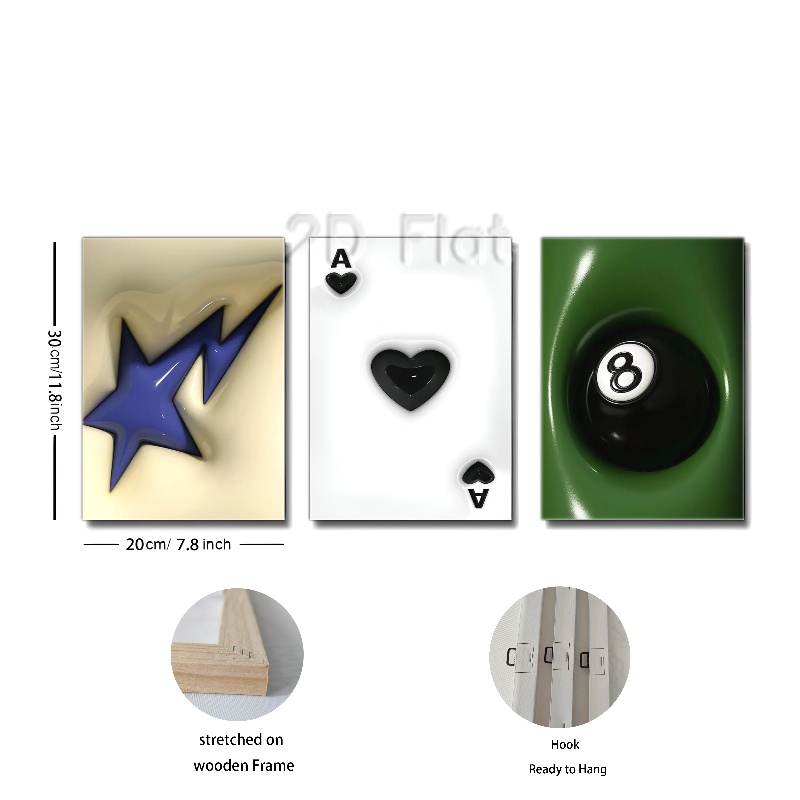 2D Flat
A
A
8
30cm/11.8inch
20cm/ 7.8 inch
stretched on
wooden Frame
Hook
Ready to Hang